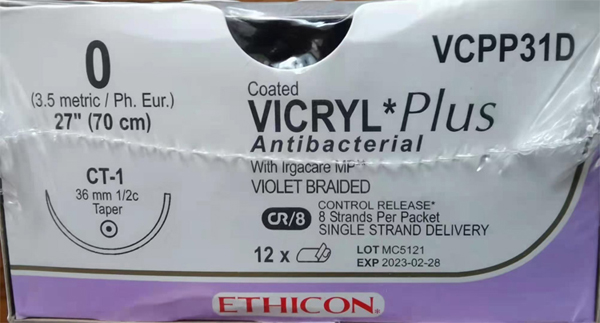 VCPP31D
0
(3.5 metric / Ph. Eur.)
27" (70 cm)
CT-1
36 mm 1/2c
Taper
Coated
VICRYL* Plus
Antibacterial
With Irgacare MP**
VIOLET BRAIDED
CR/8
CONTROL RELEASE*
8 Strands Per Packet
SINGLE STRAND DELIVERY
12 x
LOT MC5121
EXP 2023-02-28
ETHICON